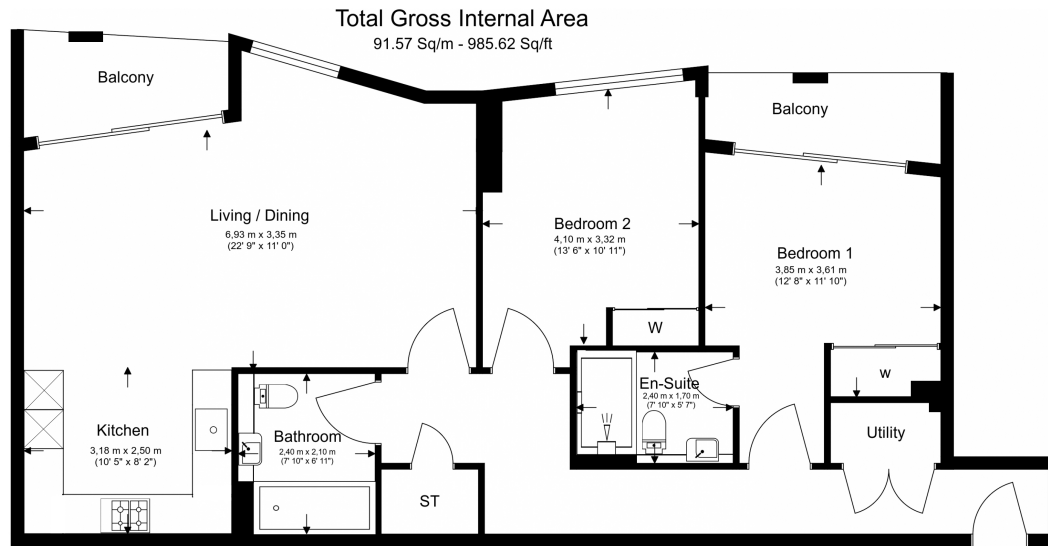 Total Gross Internal Area
91.57 Sq/m - 985.62 Sq/ft
Balcony
Balcony
Living / Dining
6,93 m x 3,35 m
(22' 9" x 11' 0")
Bedroom 2
4,10 m x 3,32 m
(13' 6" x 10' 11")
Bedroom 1
3,85 m x 3,61 m
(12' 8" x 11' 10")
W
w
En-Suite
2,40 m x 1,70 m
(7' 10" x 5' 7")
Kitchen
3,18 m x 2,50 m
(10' 5" x 8' 2")
Bathroom
2,40 m x 2,10 m
(7' 10" x 6' 11")
Utility
ST